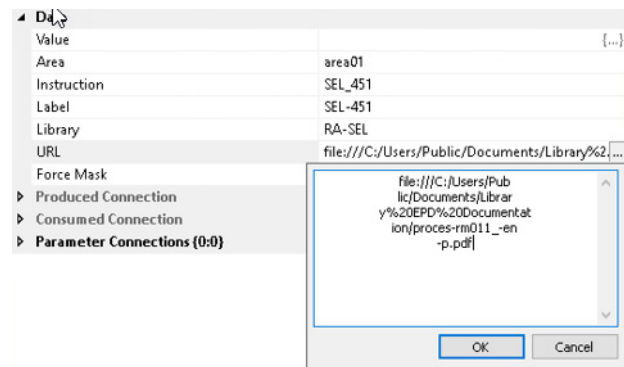 Da
Value {...}
Area area01
Instruction SEL_451
Label SEL-451
Library RA-SEL
URL file:///C:/Users/Public/Documents/Library%2. ...
Force Mask
Produced Connection
Consumed Connection
Parameter Connections {0:0}
file:///C:/Users/Pub
lic/Documents/Librar
y%20EPD%20Documentat
ion/proces-rm011_-en
-p.pdf
OK Cancel